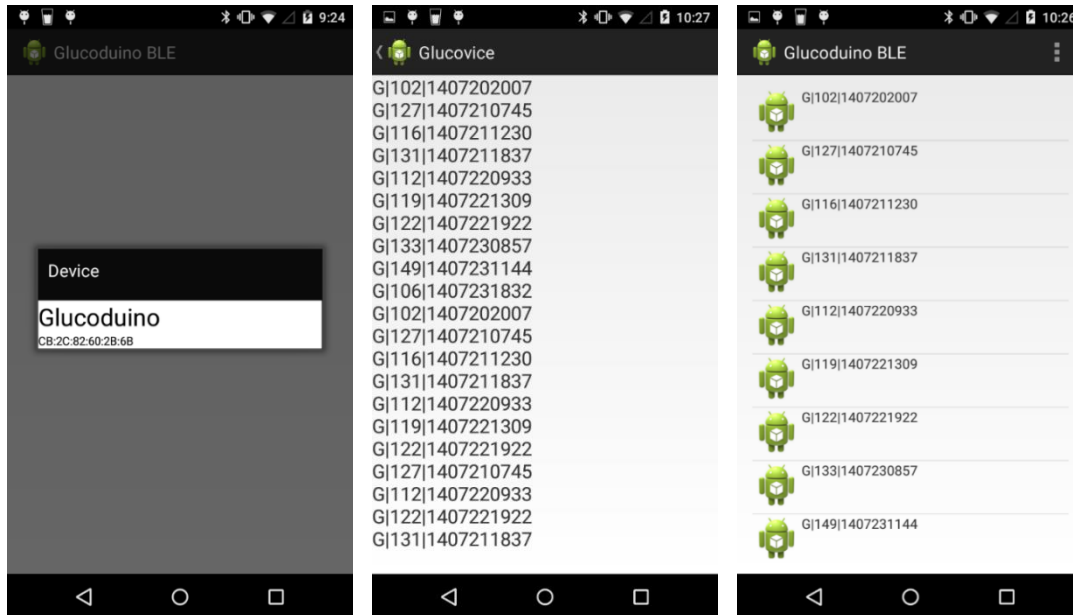 9:24
Glucoduino BLE
Device
Glucoduino
CB:2C:82:60:2B:6B
10:27
Glucovice
G|102|1407202007
G|127|1407210745
G|116|1407211230
G|131|1407211837
G|112|1407220933
G|119|1407221309
G|122|1407221922
G|133|1407230857
G|149|1407231144
G|106|1407231832
G|102|1407202007
G|127|1407210745
G|116|1407211230
G|131|1407211837
G|112|1407220933
G|119|1407221309
G|122|1407221922
G|127|1407210745
G|112|1407220933
G|122|1407221922
G|131|1407211837
10:26
Glucoduino BLE
G|102|1407202007
G|127|1407210745
G|116|1407211230
G|131|1407211837
G|112|1407220933
G|119|1407221309
G|122|1407221922
G|133|1407230857
G|149|1407231144